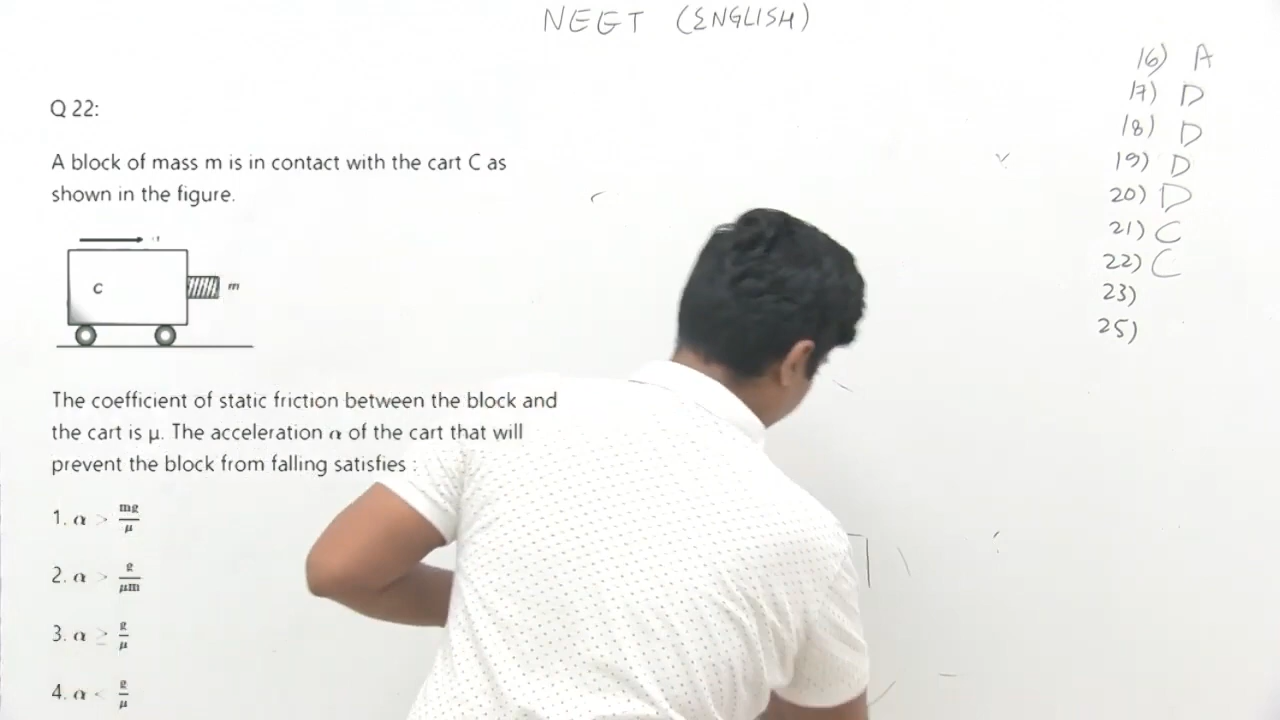 NEET (ENGLISH)
Q 22:
A block of mass m is in contact with the cart C as
shown in the figure.
C
m
The coefficient of static friction between the block and
the cart is μ. The acceleration α of the cart that will
prevent the block from falling satisfies :
1. α > mg/μ
2. α > g/μm
3. α ≥ g/μ
4. α < g/μ
16) A
17) D
18) D
19) D
20) D
21) C
22) C
23)
25)